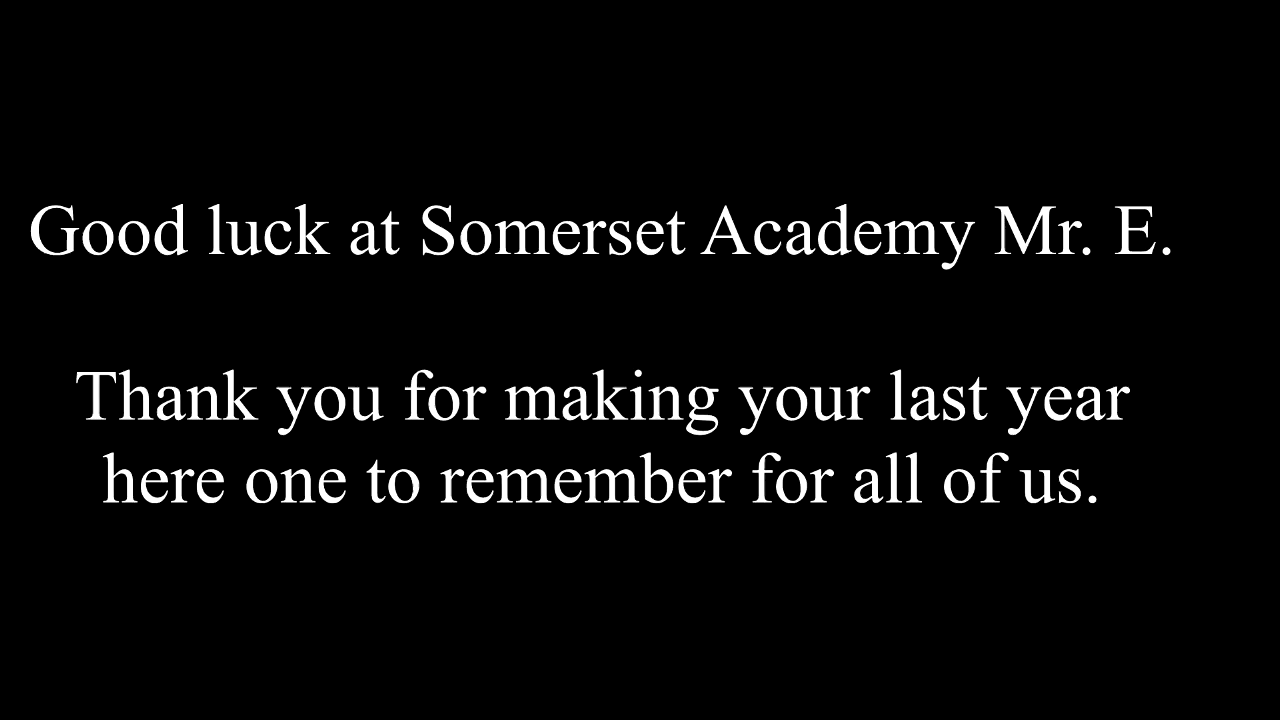 Good luck at Somerset Academy Mr. E.
Thank you for making your last year
here one to remember for all of us.